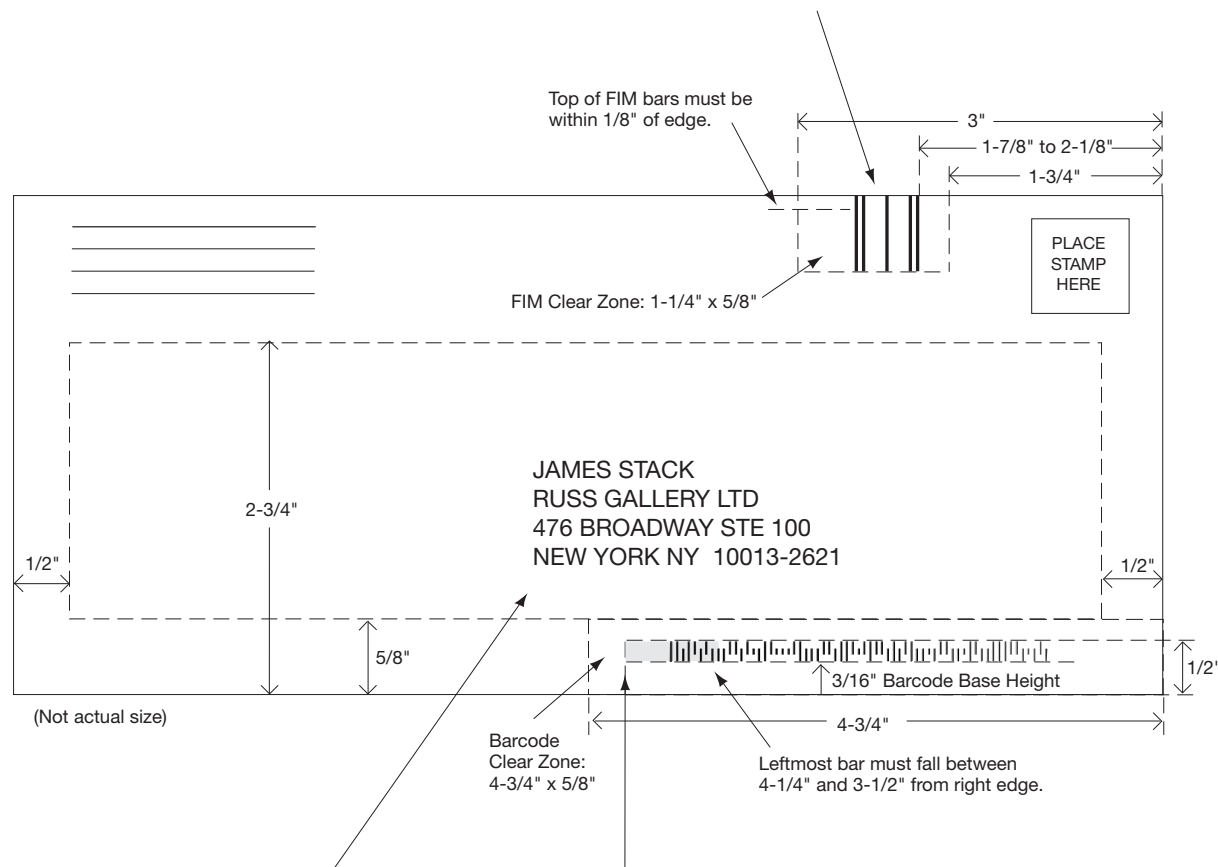 Top of FIM bars must be
within 1/8" of edge.
3"
1-7/8" to 2-1/8"
1-3/4"
PLACE
STAMP
HERE
FIM Clear Zone: 1-1/4" x 5/8"
JAMES STACK
RUSS GALLERY LTD
476 BROADWAY STE 100
NEW YORK NY 10013-2621
2-3/4"
1/2"
1/2"
5/8"
3/16" Barcode Base Height
1/2'
(Not actual size)
4-3/4"
Barcode
Clear Zone:
4-3/4" x 5/8"
Leftmost bar must fall between
4-1/4" and 3-1/2" from right edge.